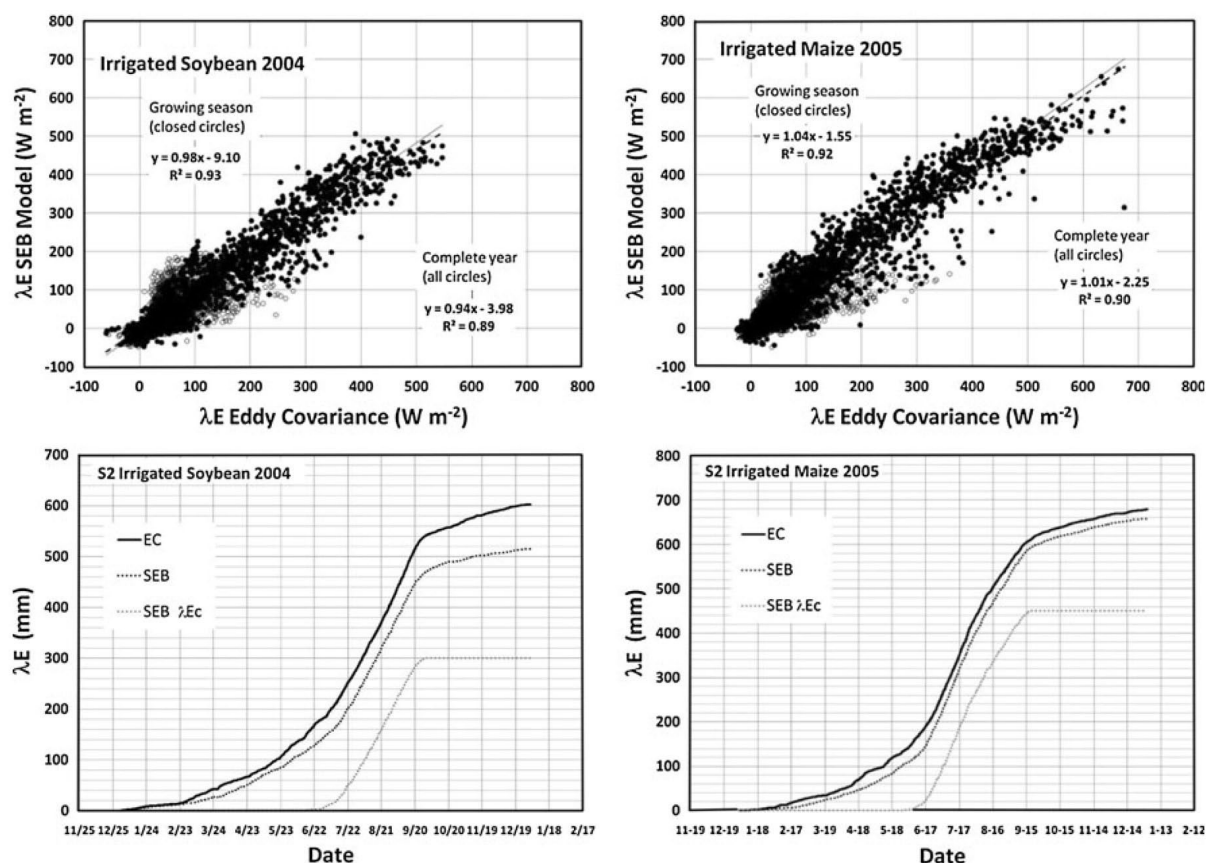 Irrigated Soybean 2004
Growing season
(closed circles)
y = 0.98x - 9.10
R² = 0.93
Complete year
(all circles)
y = 0.94x - 3.98
R² = 0.89
800
700
600
500
400
300
200
100
0
-100
-100 0 100 200 300 400 500 600 700 800
λE SEB Model (W m⁻²)
λE Eddy Covariance (W m⁻²)
Irrigated Maize 2005
Growing season
(closed circles)
y = 1.04x - 1.55
R² = 0.92
Complete year
(all circles)
y = 1.01x - 2.25
R² = 0.90
800
700
600
500
400
300
200
100
0
-100
-100 0 100 200 300 400 500 600 700 800
λE SEB Model (W m⁻²)
λE Eddy Covariance (W m⁻²)
S2 Irrigated Soybean 2004
EC
SEB
SEB λEc
700
600
500
400
300
200
100
0
11/25 12/25 1/24 2/23 3/24 4/23 5/23 6/22 7/22 8/21 9/20 10/20 11/19 12/19 1/18 2/17
λE (mm)
Date
S2 Irrigated Maize 2005
EC
SEB
SEB λEc
800
700
600
500
400
300
200
100
0
11-19 12-19 1-18 2-17 3-19 4-18 5-18 6-17 7-17 8-16 9-15 10-15 11-14 12-14 1-13 2-12
λE (mm)
Date